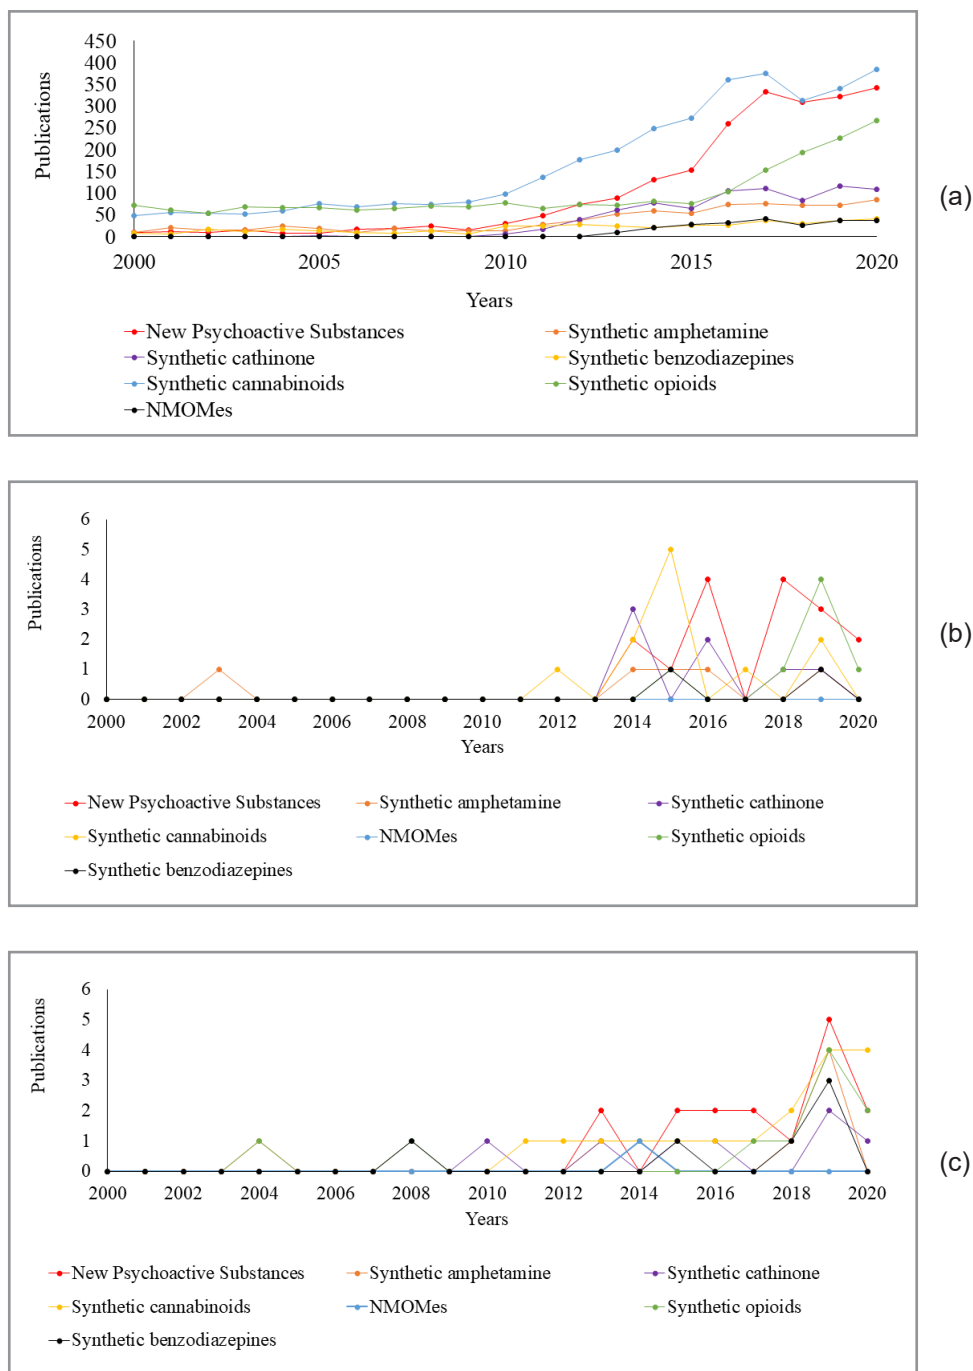 450
400
350
300
250
200
150
100
50
0
Publications
2000 2005 2010 2015 2020
Years
New Psychoactive Substances Synthetic amphetamine
Synthetic cathinone Synthetic benzodiazepines
Synthetic cannabinoids Synthetic opioids
NMOMes
(a)
6
5
4
3
2
1
0
Publications
2000 2002 2004 2006 2008 2010 2012 2014 2016 2018 2020
Years
New Psychoactive Substances Synthetic amphetamine Synthetic cathinone
Synthetic cannabinoids NMOMes Synthetic opioids
Synthetic benzodiazepines
(b)
6
5
4
3
2
1
0
Publications
2000 2002 2004 2006 2008 2010 2012 2014 2016 2018 2020
Years
New Psychoactive Substances Synthetic amphetamine Synthetic cathinone
Synthetic cannabinoids NMOMes Synthetic opioids
Synthetic benzodiazepines
(c)